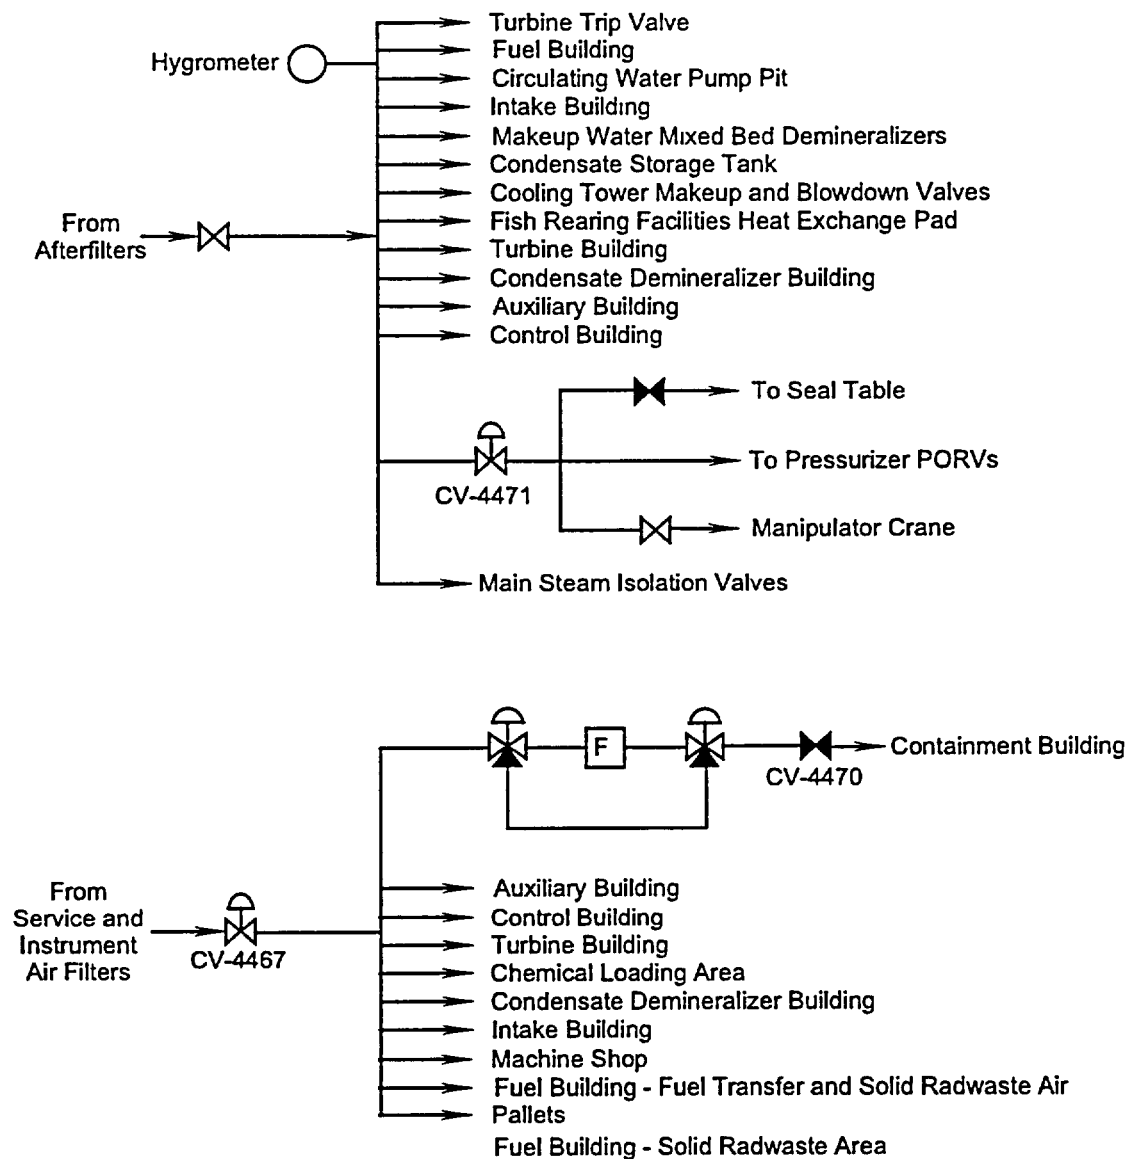 Turbine Trip Valve
Fuel Building
Hygrometer
Circulating Water Pump Pit
Intake Building
Makeup Water Mixed Bed Demineralizers
Condensate Storage Tank
Cooling Tower Makeup and Blowdown Valves
From
Afterfilters
Fish Rearing Facilities Heat Exchange Pad
Turbine Building
Condensate Demineralizer Building
Auxiliary Building
Control Building
To Seal Table
To Pressurizer PORVs
CV-4471
Manipulator Crane
Main Steam Isolation Valves
F
Containment Building
CV-4470
From
Service and
Instrument
Air Filters
CV-4467
Auxiliary Building
Control Building
Turbine Building
Chemical Loading Area
Condensate Demineralizer Building
Intake Building
Machine Shop
Fuel Building - Fuel Transfer and Solid Radwaste Air
Pallets
Fuel Building - Solid Radwaste Area